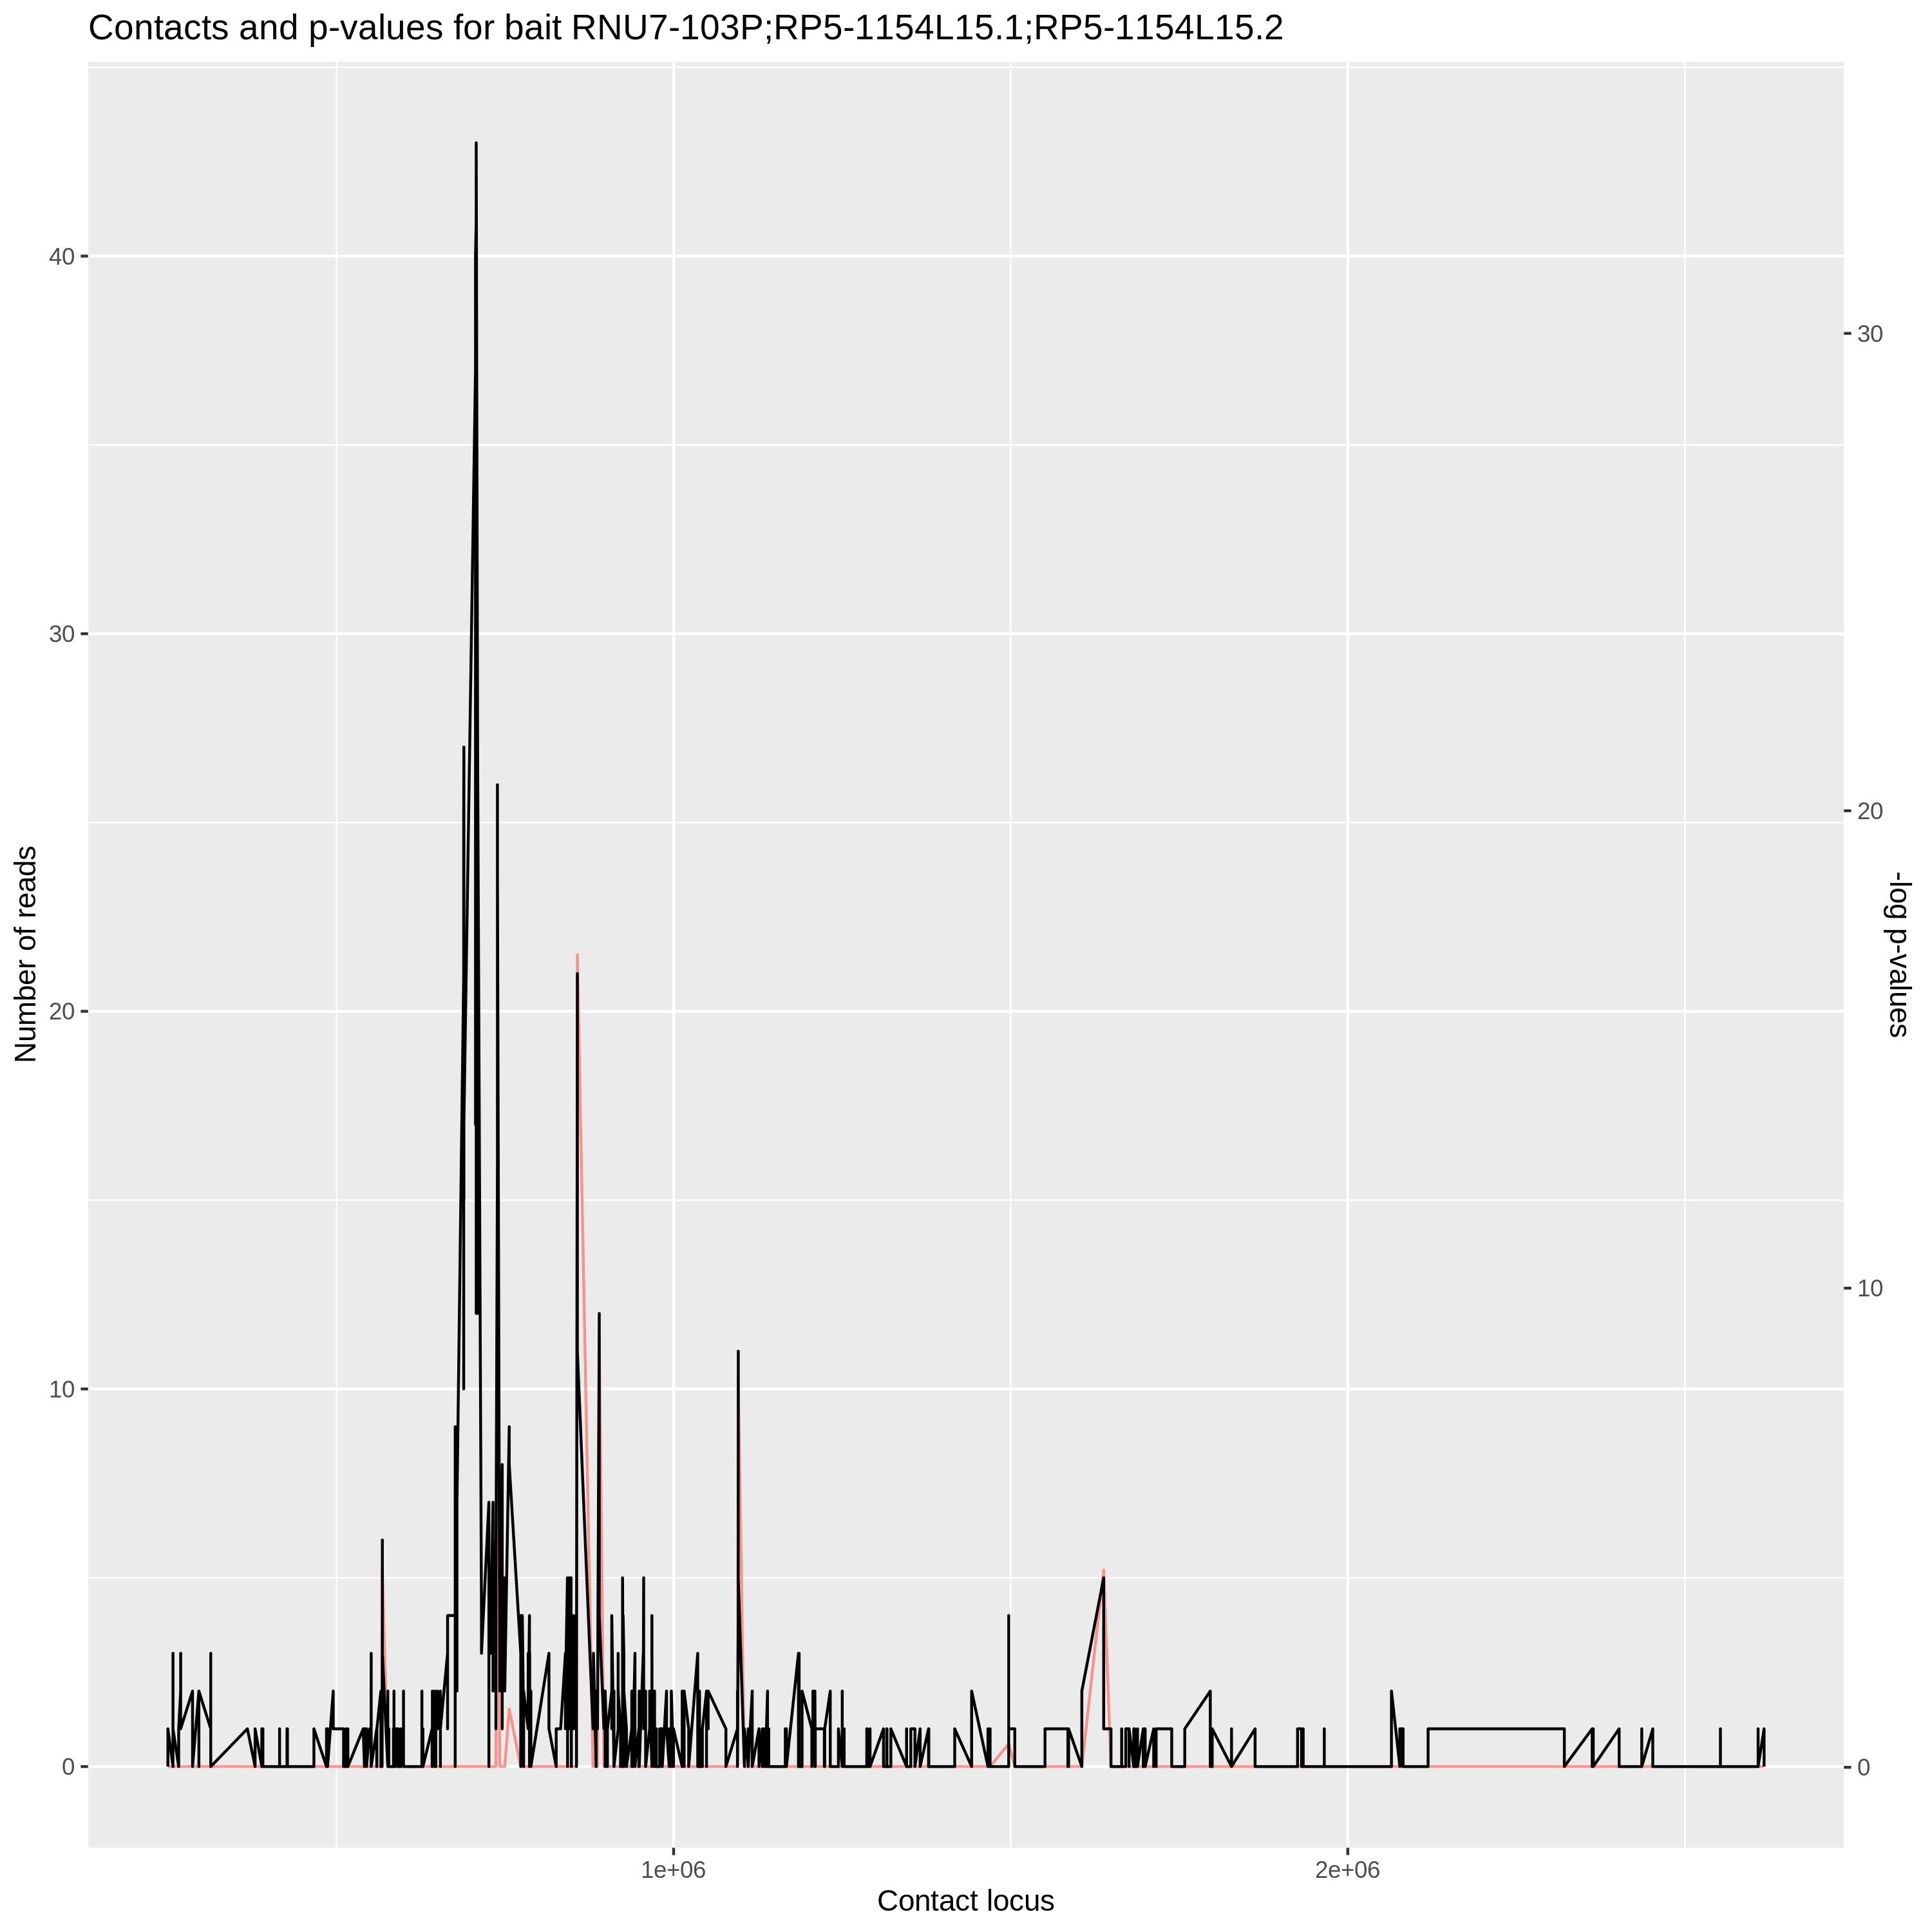 Contacts and p-values for bait RNU7-103P;RP5-1154L15.1;RP5-1154L15.2
Number of reads
40
30
20
10
0
-log p-values
30
20
10
0
1e+06
2e+06
Contact locus